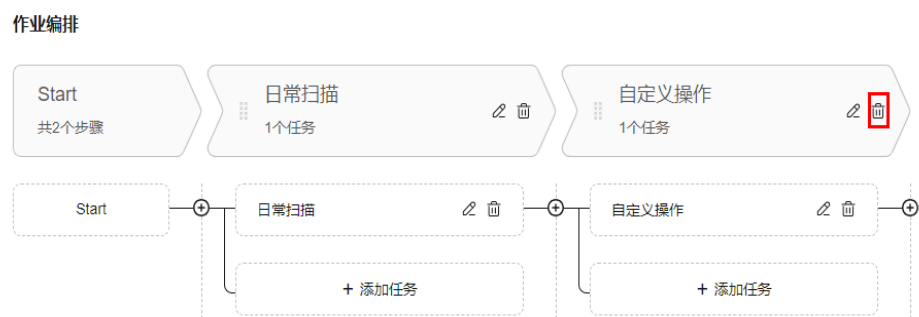 作业编排
Start
共2个步骤
日常扫描
1个任务
自定义操作
1个任务
Start
日常扫描
自定义操作
+ 添加任务
+ 添加任务